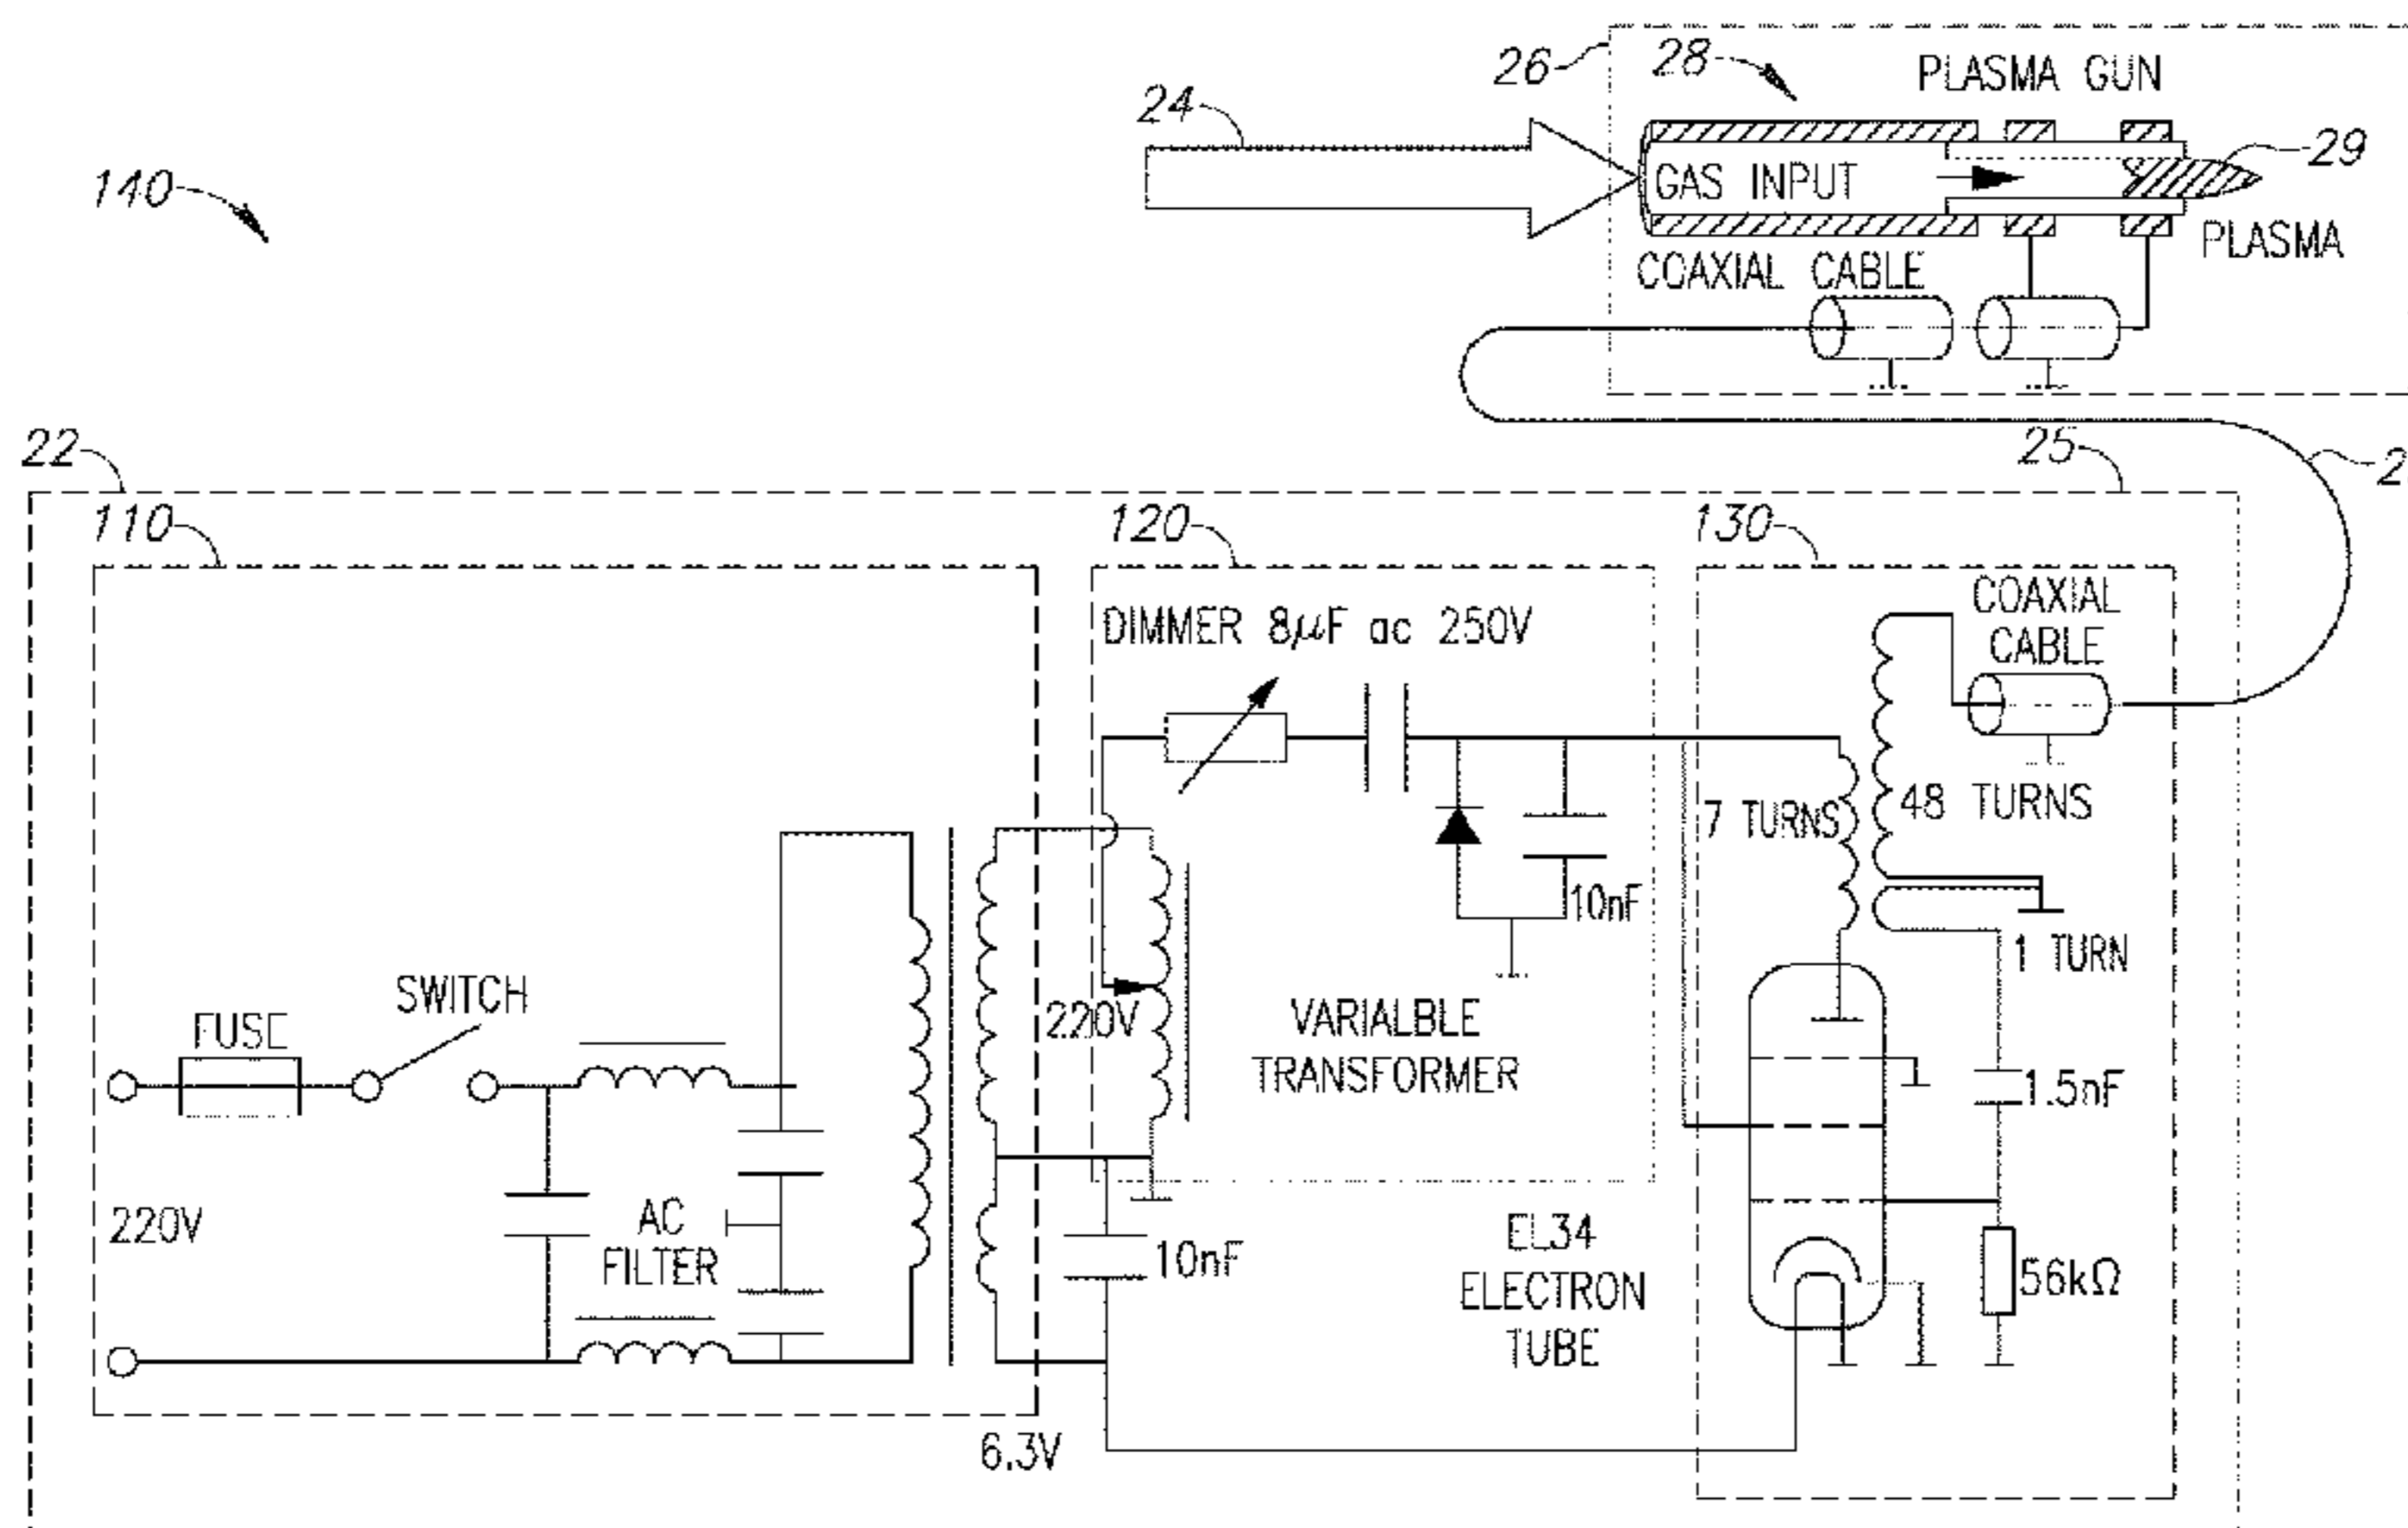 26
28
PLASMA GUN
24
29
140
GAS INPUT
PLASMA
COAXIAL CABLE
22
25
2
110
120
130
DIMMER 8μF ac 250V
COAXIAL
CABLE
7 TURNS
48 TURNS
10nF
1 TURN
SWITCH
FUSE
220V
VARIALBLE
TRANSFORMER
1.5nF
220V
AC
FILTER
10nF
EL34
ELECTRON
TUBE
56kΩ
6.3V